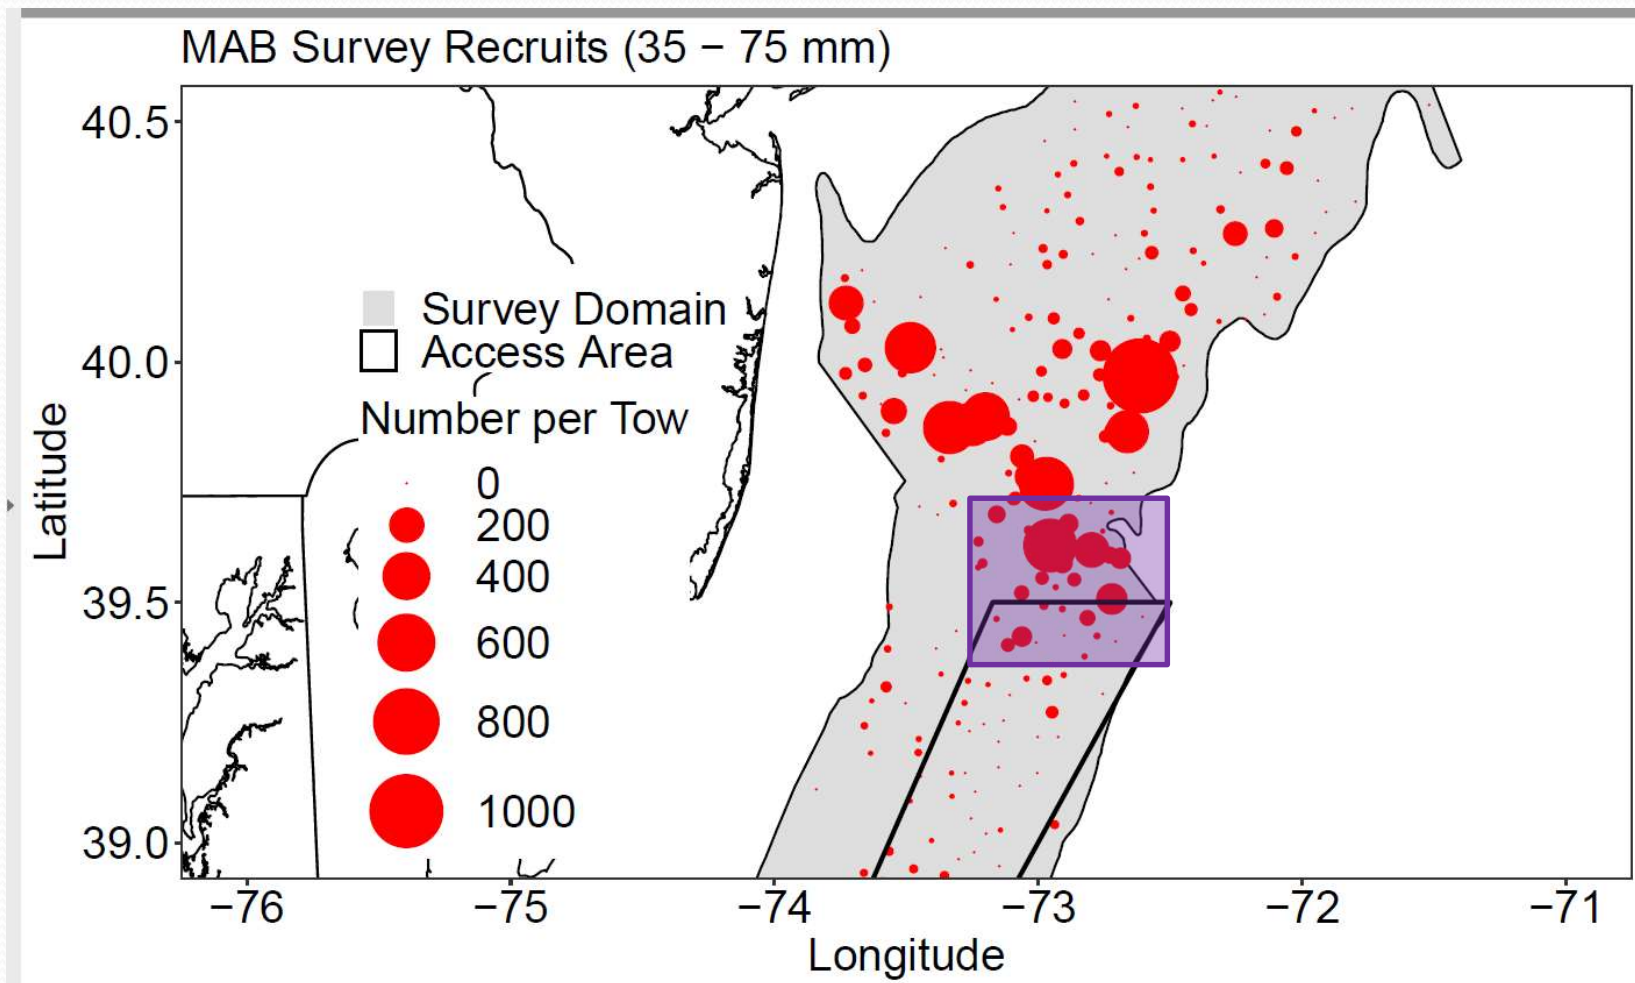 MAB Survey Recruits (35 − 75 mm)
40.5
40.0
39.5
39.0
Latitude
Survey Domain
Access Area
Number per Tow
0
200
400
600
800
1000
−76
−75
−74
−73
−72
−71
Longitude